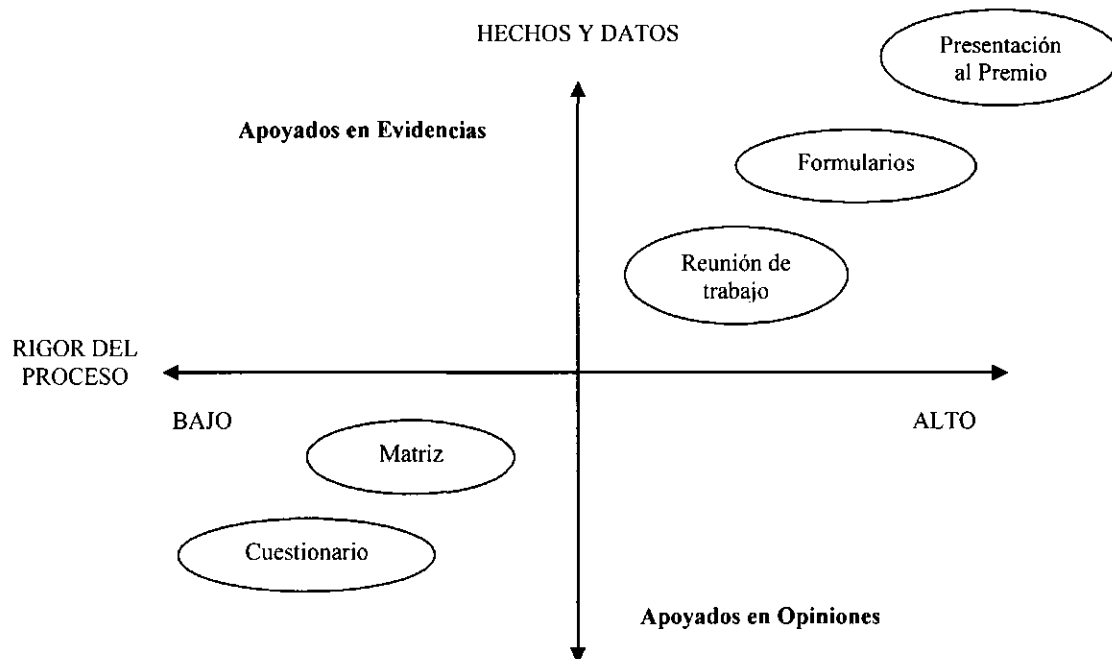 HECHOS Y DATOS
Presentación
al Premio
Apoyados en Evidencias
Formularios
Reunión de
trabajo
RIGOR DEL
PROCESO
BAJO
ALTO
Matriz
Cuestionario
Apoyados en Opiniones